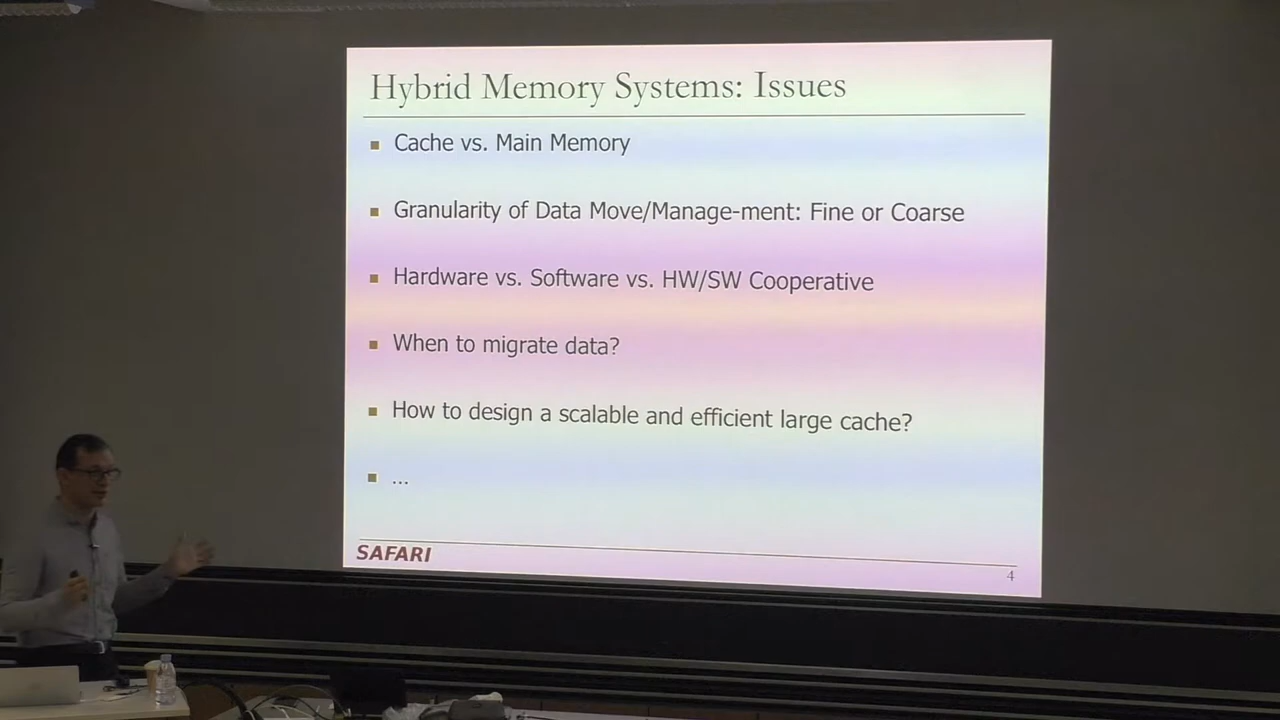 Hybrid Memory Systems: Issues
Cache vs. Main Memory
Granularity of Data Move/Manage-ment: Fine or Coarse
Hardware vs. Software vs. HW/SW Cooperative
When to migrate data?
How to design a scalable and efficient large cache?
...
SAFARI
4